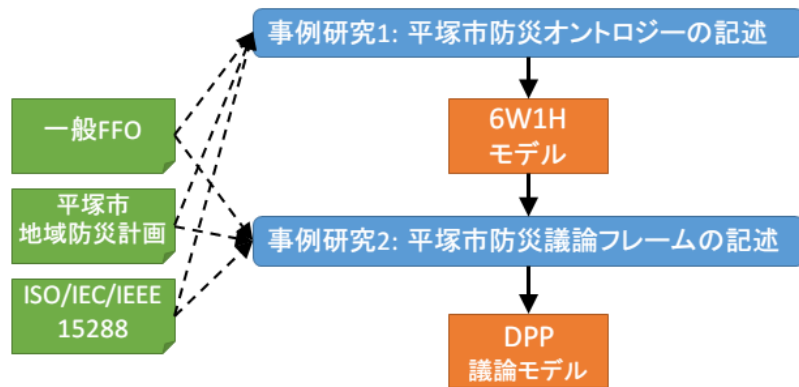 事例研究1: 平塚市防災オントロジーの記述
一般FFO
6W1H
モデル
平塚市
地域防災計画
事例研究2: 平塚市防災議論フレームの記述
ISO/IEC/IEEE
15288
DPP
議論モデル